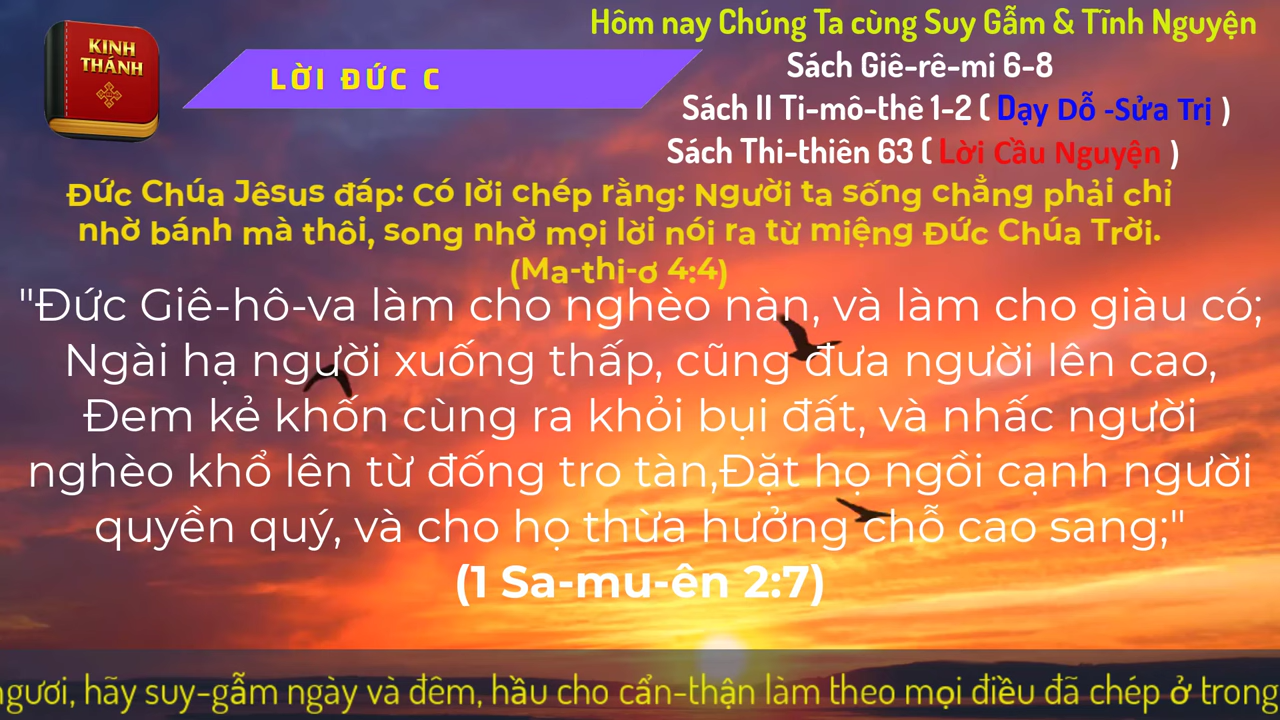 KINH
THÁNH
LỜI ĐỨC C
Hôm nay Chúng Ta cùng Suy Gẫm & Tĩnh Nguyện
Sách Giê-rê-mi 6-8
Sách II Ti-mô-thê 1-2 ( Dạy Dỗ -Sửa Trị )
Sách Thi-thiên 63 ( Lời Cầu Nguyện )
Đức Chúa Jêsus đáp: Có lời chép rằng: Người ta sống chẳng phải chỉ
nhờ bánh mà thôi, song nhờ mọi lời nói ra từ miệng Đức Chúa Trời.
(Ma-thi-ơ 4:4)
"Đức Giê-hô-va làm cho nghèo nàn, và làm cho giàu có;
Ngài hạ người xuống thấp, cũng đưa người lên cao,
Đem kẻ khốn cùng ra khỏi bụi đất, và nhấc người
nghèo khổ lên từ đống tro tàn,Đặt họ ngồi cạnh người
quyền quý, và cho họ thừa hưởng chỗ cao sang;"
(1 Sa-mu-ên 2:7)
ngươi, hãy suy-gẫm ngày và đêm, hầu cho cẩn-thận làm theo mọi điều đã chép ở trong